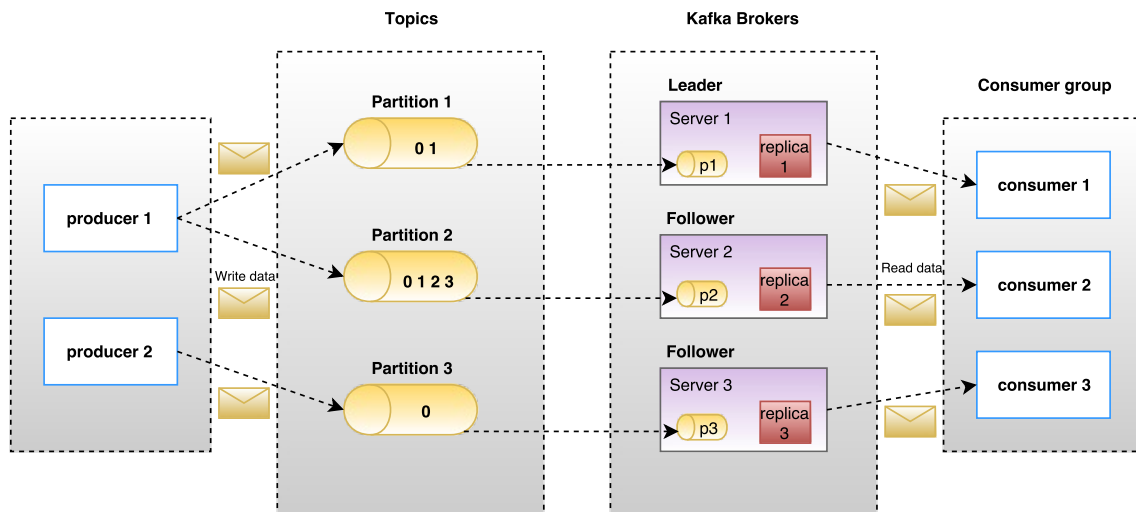 Topics
Kafka Brokers
Consumer group
producer 1
producer 2
Write data
Partition 1
0 1
Partition 2
0 1 2 3
Partition 3
0
Leader
Server 1
p1
replica
1
Follower
Server 2
p2
replica
2
Follower
Server 3
p3
replica
3
Read data
consumer 1
consumer 2
consumer 3